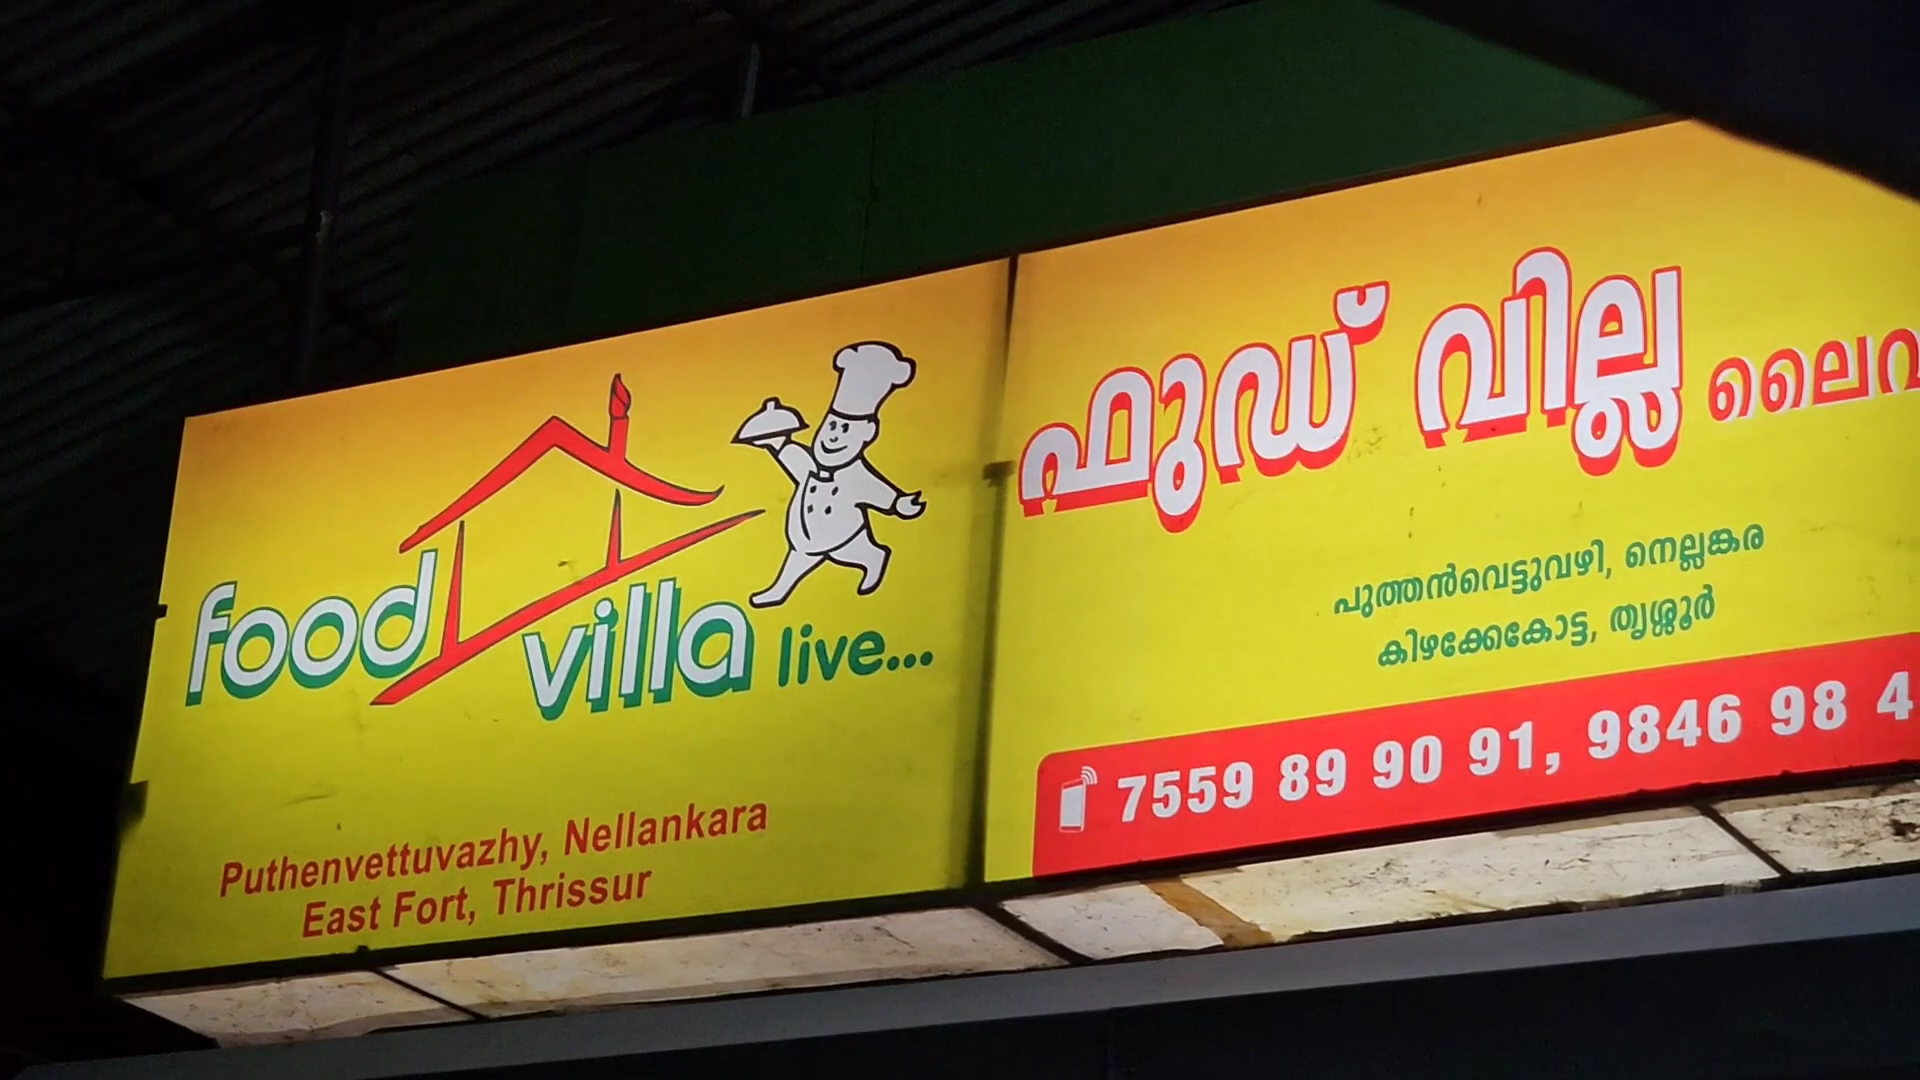 food villa live...
Puthenvettuvazhy, Nellankara
East Fort, Thrissur
ഫുഡ് വില്ല ലൈവ
പുത്തൻവെട്ടുവഴി, നെല്ലങ്കര
കിഴക്കേകോട്ട, തൃശ്ശൂർ
7559 89 90 91, 9846 98 4